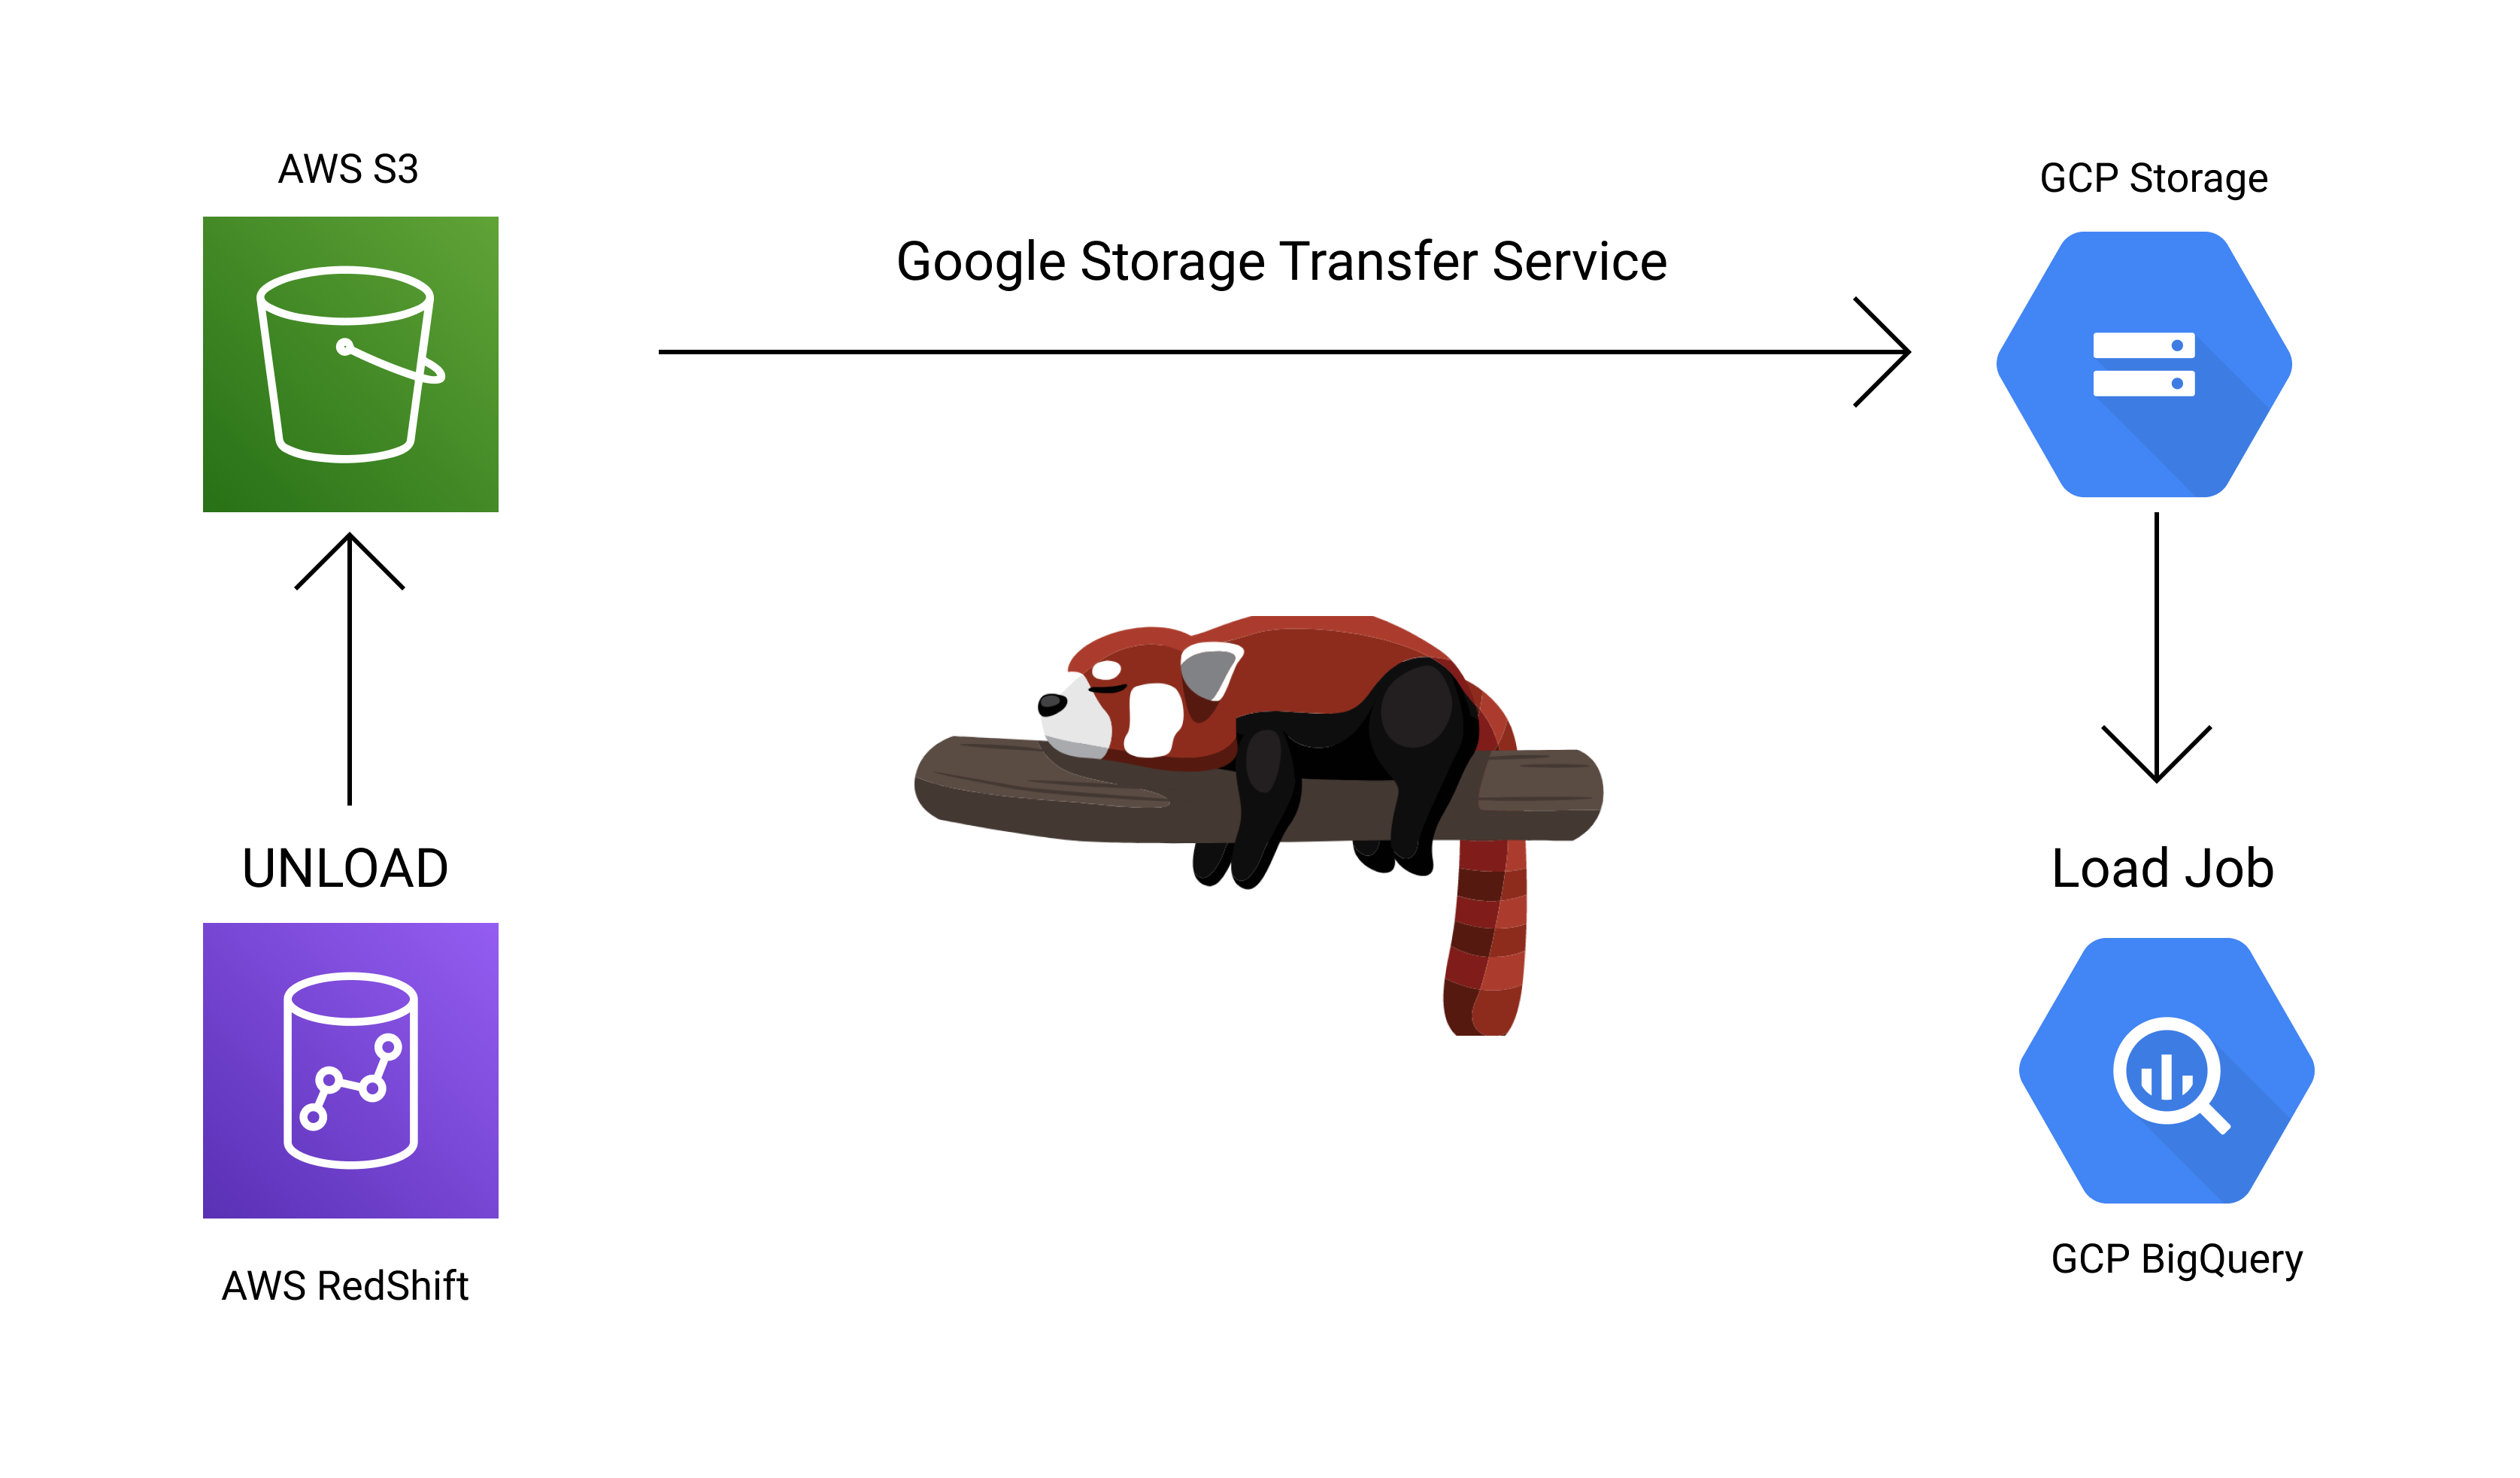 AWS S3
GCP Storage
Google Storage Transfer Service
UNLOAD
Load Job
AWS RedShift
GCP BigQuery